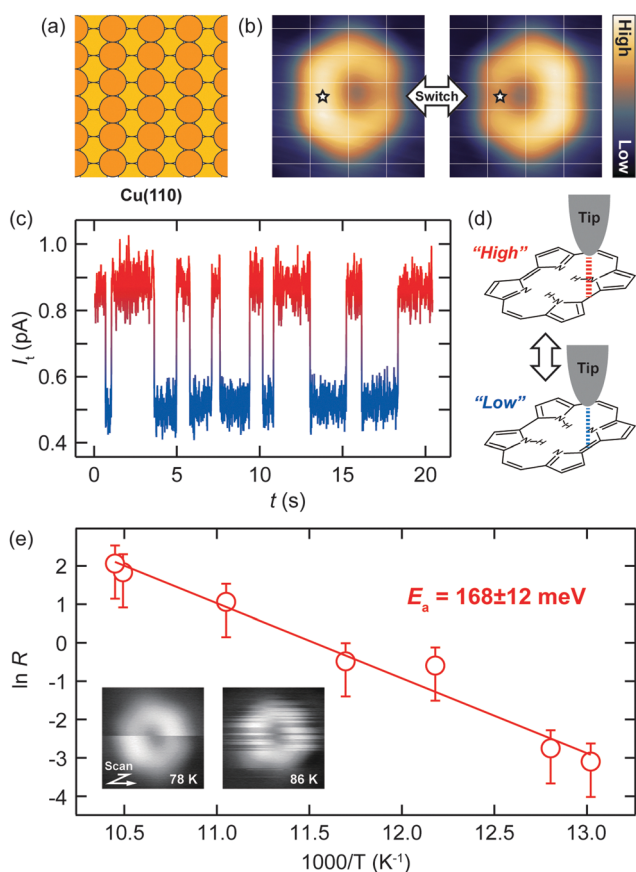 (a)
Cu(110)
(b)
Switch
High
Low
(c)
1.0
0.8
0.6
0.4
Iₜ (pA)
0
5
10
15
20
t (s)
(d)
Tip
"High"
N
H
N
H
N
N
Tip
"Low"
N
H
N
N
H
N
(e)
2
1
0
-1
-2
-3
-4
ln R
Eₐ = 168±12 meV
Scan
78 K
86 K
10.5
11.0
11.5
12.0
12.5
13.0
1000/T (K⁻¹)